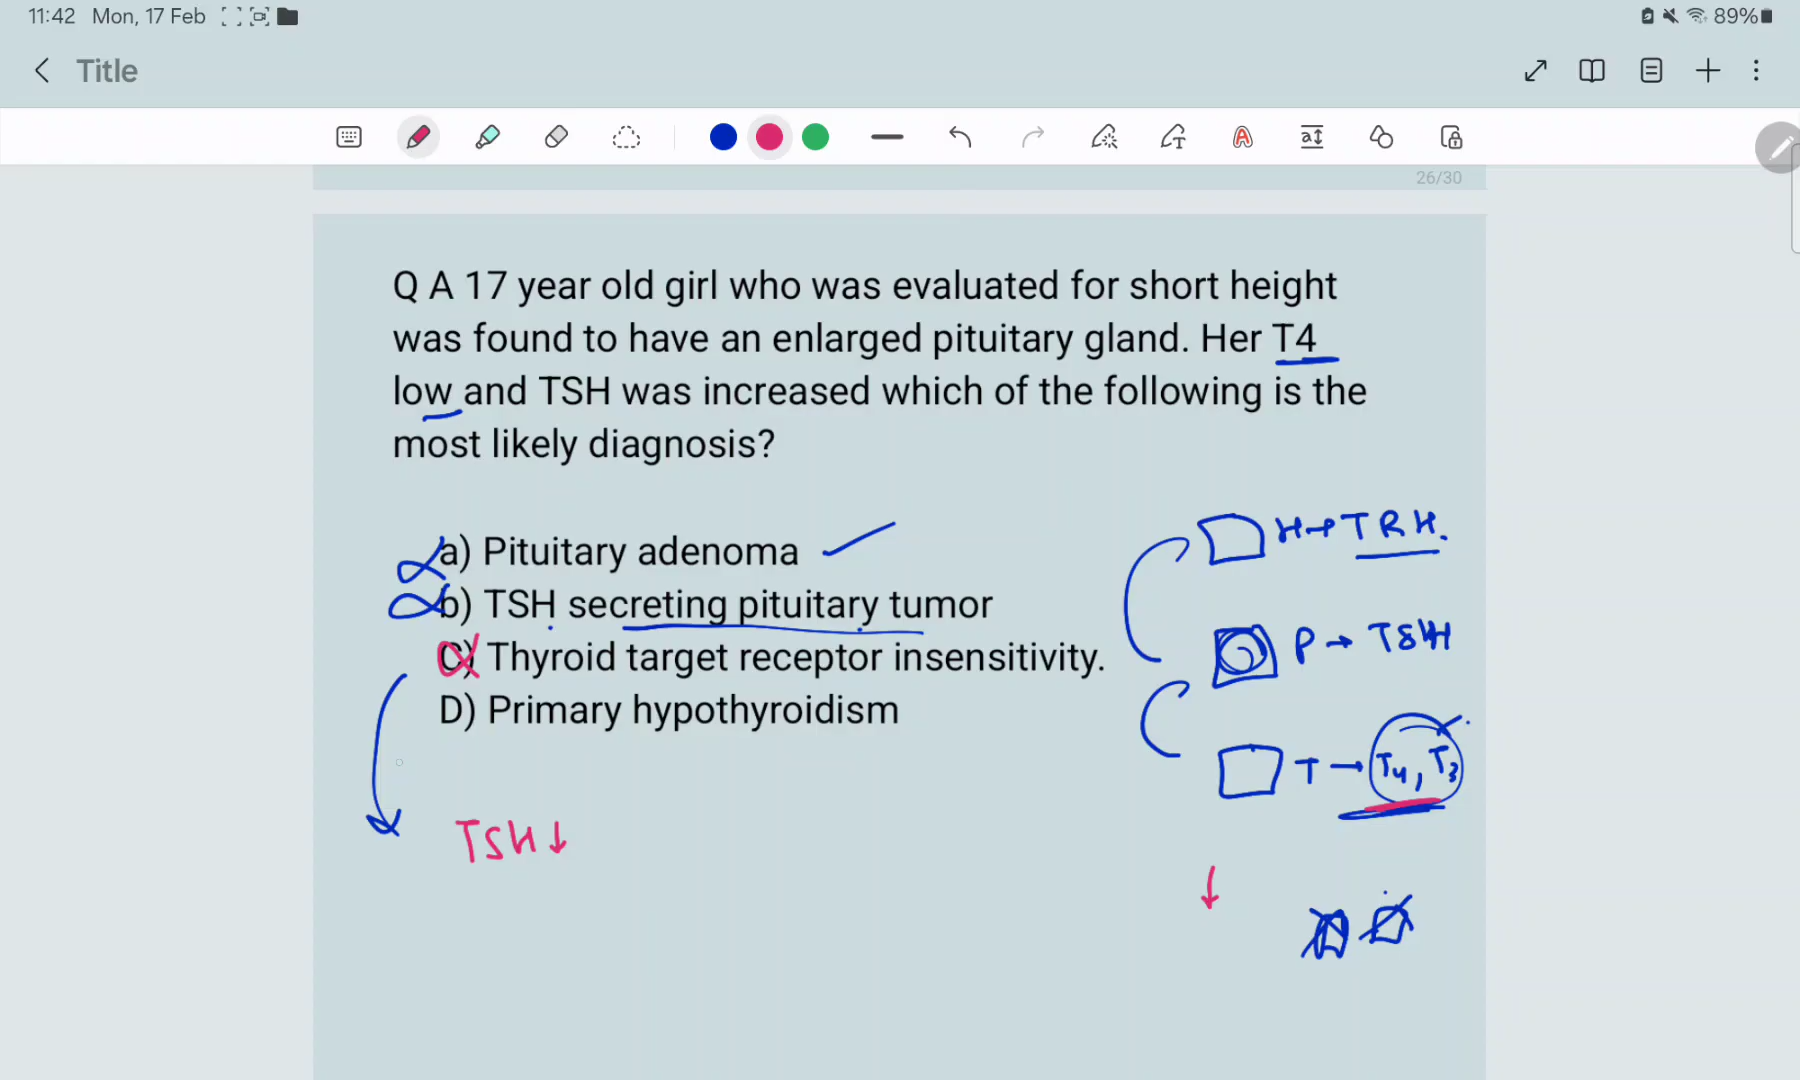 11:42 Mon, 17 Feb
89%
Title
26/30
Q A 17 year old girl who was evaluated for short height
was found to have an enlarged pituitary gland. Her T4
low and TSH was increased which of the following is the
most likely diagnosis?
a) Pituitary adenoma
b) TSH secreting pituitary tumor
C) Thyroid target receptor insensitivity.
D) Primary hypothyroidism
H → TRH.
P → TSH
T → T4, T3
TSH ↓
↓